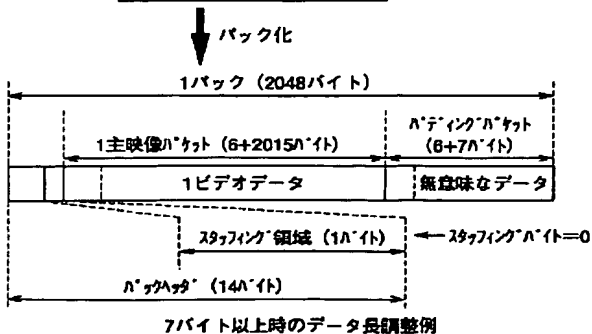 パック化
1パック（2048バイト）
1主映像パケット（6+2015バイト）
パディングパケット
（6+7バイト）
1ビデオデータ
無意味なデータ
スタッフィング領域（1バイト）
スタッフィングバイト=0
パックヘッダ（14バイト）
7バイト以上時のデータ長調整例